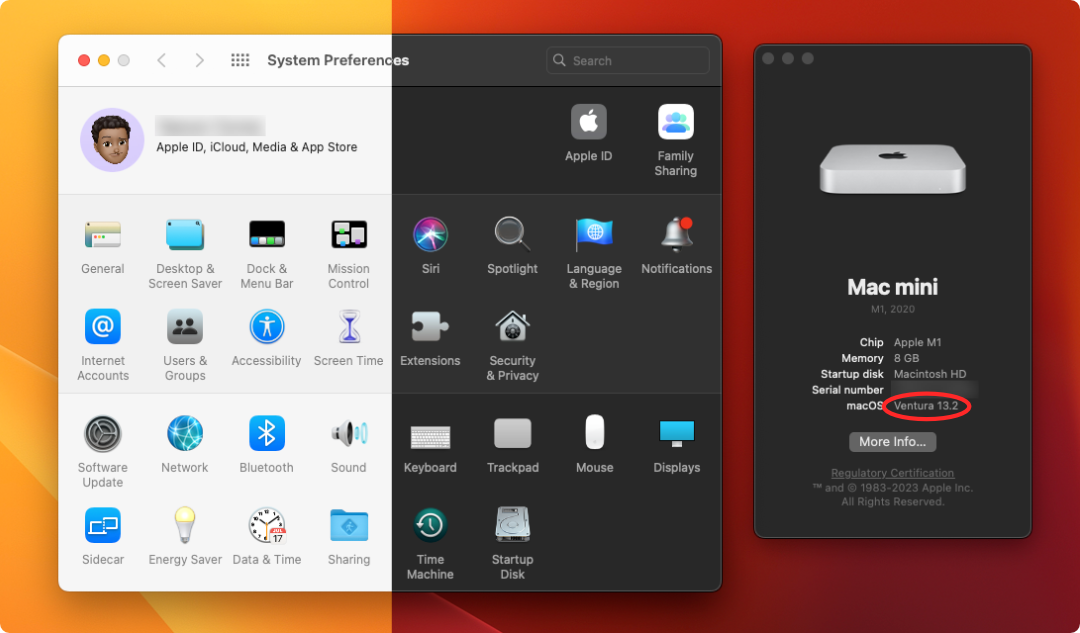 System Preferences
Search
Apple ID, iCloud, Media & App Store
Apple ID
Family
Sharing
General
Desktop &
Screen Saver
Dock &
Menu Bar
Mission
Control
Siri
Spotlight
Language
& Region
Notifications
Internet
Accounts
Users &
Groups
Accessibility
Screen Time
Extensions
Security
& Privacy
Software
Update
Network
Bluetooth
Sound
Keyboard
Trackpad
Mouse
Displays
Sidecar
Energy Saver
JUL
17
Data & Time
Sharing
Time
Machine
Startup
Disk
Mac mini
M1, 2020
Chip Apple M1
Memory 8 GB
Startup disk Macintosh HD
Serial number
macOS Ventura 13.2
More Info...
Regulatory Certification
™ and © 1983-2023 Apple Inc.
All Rights Reserved.